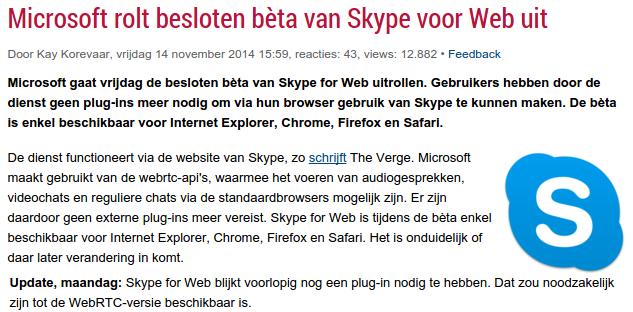 Microsoft rolt besloten bèta van Skype voor Web uit
Door Kay Korevaar, vrijdag 14 november 2014 15:59, reacties: 43, views: 12.882 • Feedback
Microsoft gaat vrijdag de besloten bèta van Skype for Web uitrollen. Gebruikers hebben door de
dienst geen plug-ins meer nodig om via hun browser gebruik van Skype te kunnen maken. De bèta
is enkel beschikbaar voor Internet Explorer, Chrome, Firefox en Safari.
De dienst functioneert via de website van Skype, zo schrijft The Verge. Microsoft
maakt gebruikt van de webrtc-api's, waarmee het voeren van audiogesprekken,
videochats en reguliere chats via de standaardbrowsers mogelijk zijn. Er zijn
daardoor geen externe plug-ins meer vereist. Skype for Web is tijdens de bèta enkel
beschikbaar voor Internet Explorer, Chrome, Firefox en Safari. Het is onduidelijk of
daar later verandering in komt.
S
Update, maandag: Skype for Web blijkt voorlopig nog een plug-in nodig te hebben. Dat zou noodzakelijk
zijn tot de WebRTC-versie beschikbaar is.